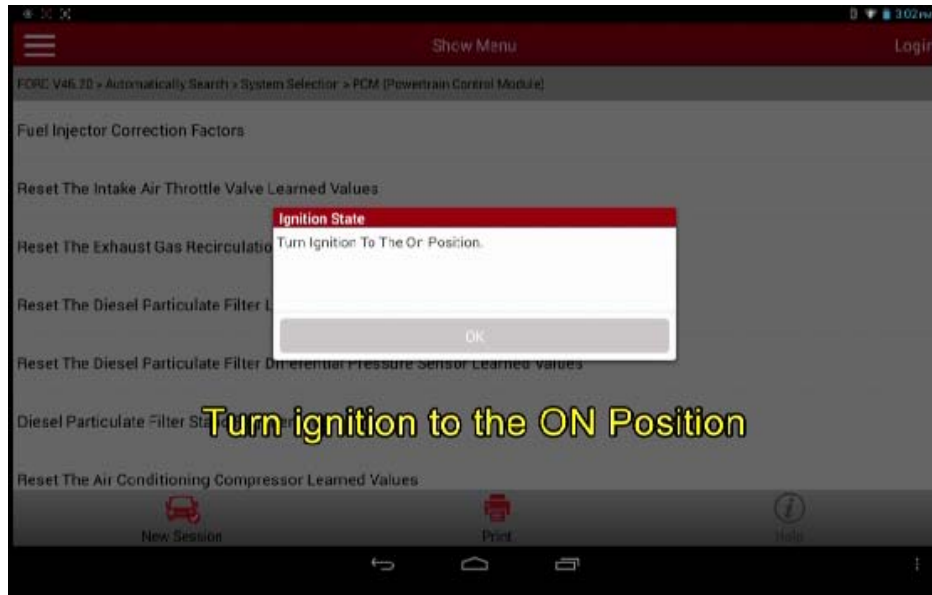 3:02 PM
Show Menu
Login
FORD V46.20 > Automatically Search > System Selection > PCM (Powertrain Control Module)
Fuel Injector Correction Factors
Reset The Intake Air Throttle Valve Learned Values
Ignition State
Turn Ignition To The On Position.
Reset The Exhaust Gas Recirculatio
Reset The Diesel Particulate Filter L
OK
Reset The Diesel Particulate Filter Differential Pressure Sensor Learned Values
Diesel Particulate Filter
Turn ignition to the ON Position
Reset The Air Conditioning Compressor Learned Values
New Session
Print
Help